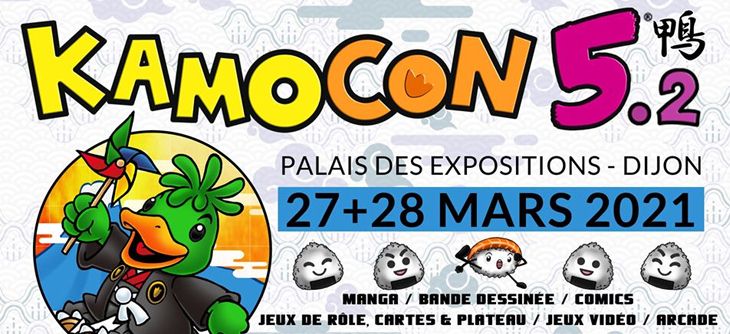 KAMOCON 5.2® 鴨
PALAIS DES EXPOSITIONS - DIJON
27+28 MARS 2021
MANGA / BANDE DESSINÉE / COMICS
JEUX DE RÔLE, CARTES & PLATEAU / JEUX VIDÉO / ARCADE